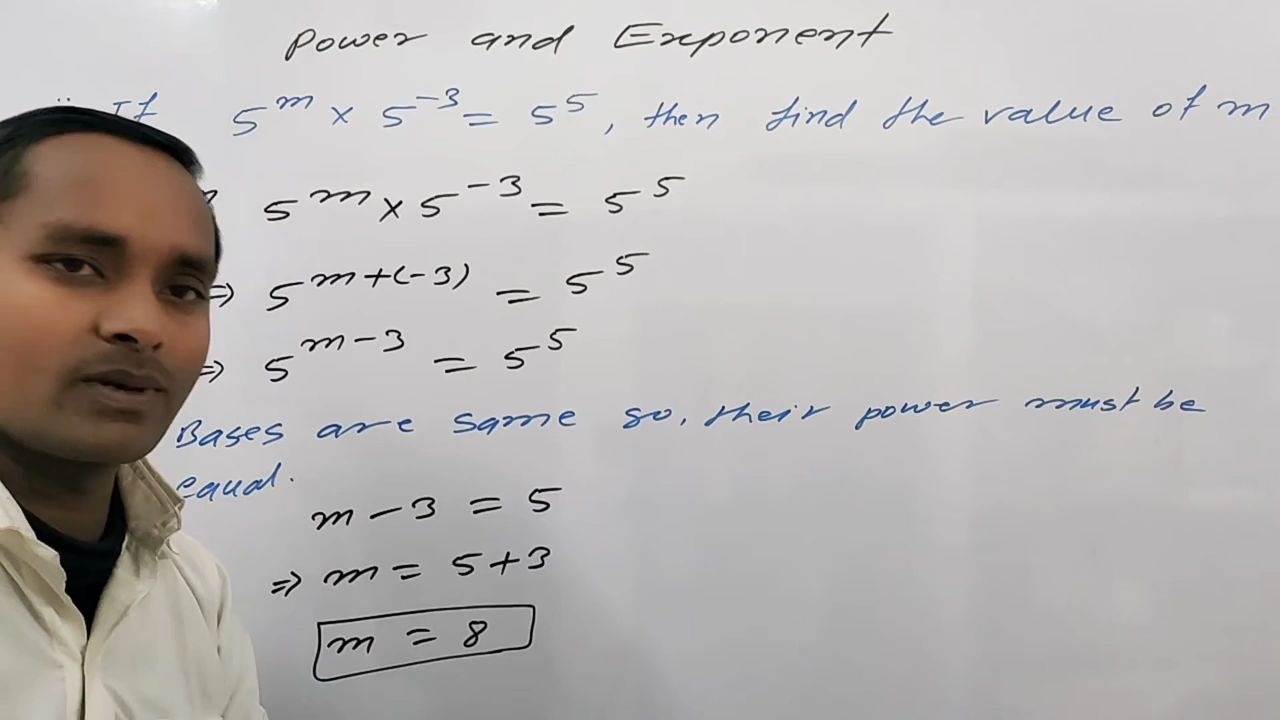 Power and Exponent
If 5^m × 5^-3 = 5^5, then find the value of m
5^m × 5^-3 = 5^5
⇒ 5^m+(-3) = 5^5
⇒ 5^m-3 = 5^5
Bases are same so, their power must be
equal.
m - 3 = 5
⇒ m = 5+3
m = 8